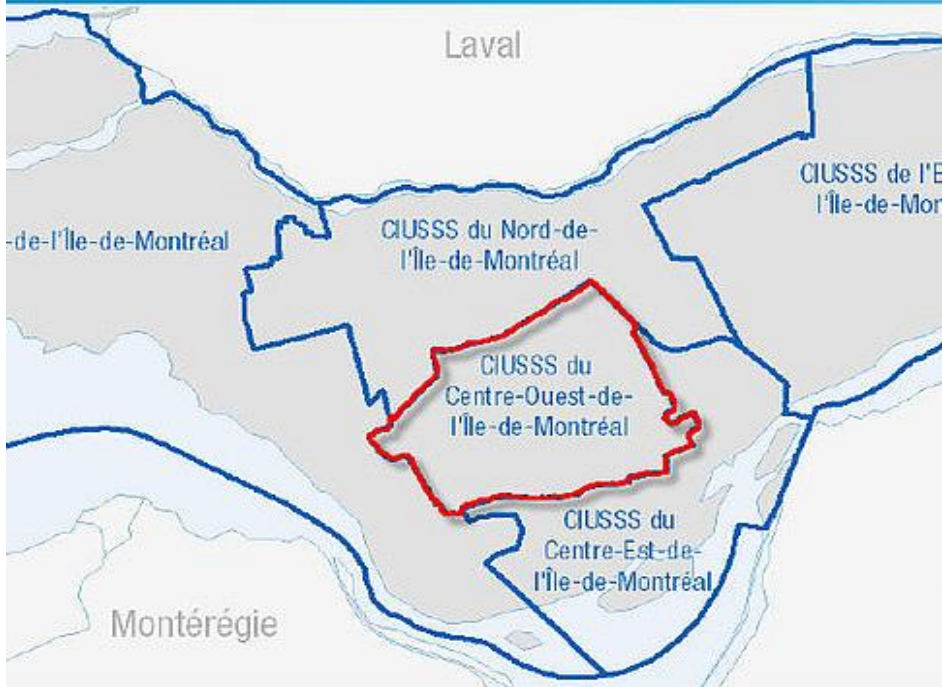 Laval
CIUSSS de l'E
l'Île-de-Mon
CIUSSS du Nord-de-
l'Île-de-Montréal
-de-l'Île-de-Montréal
CIUSSS du
Centre-Ouest-de-
l'Île-de-Montréal
CIUSSS du
Centre-Est-de-
l'Île-de-Montréal
Montérégie